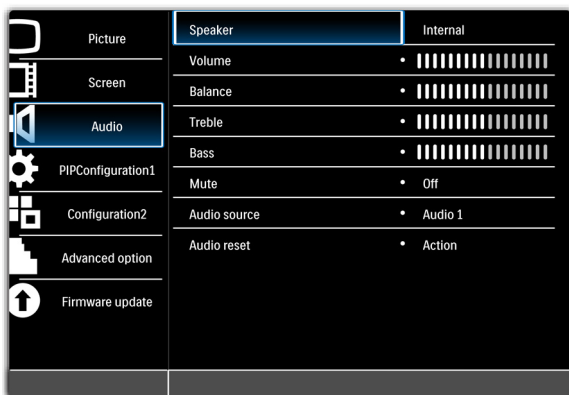 Picture
Screen
Audio
PIPConfiguration1
Configuration2
Advanced option
Firmware update
Speaker Internal
Volume •
Balance •
Treble •
Bass •
Mute • Off
Audio source • Audio 1
Audio reset • Action